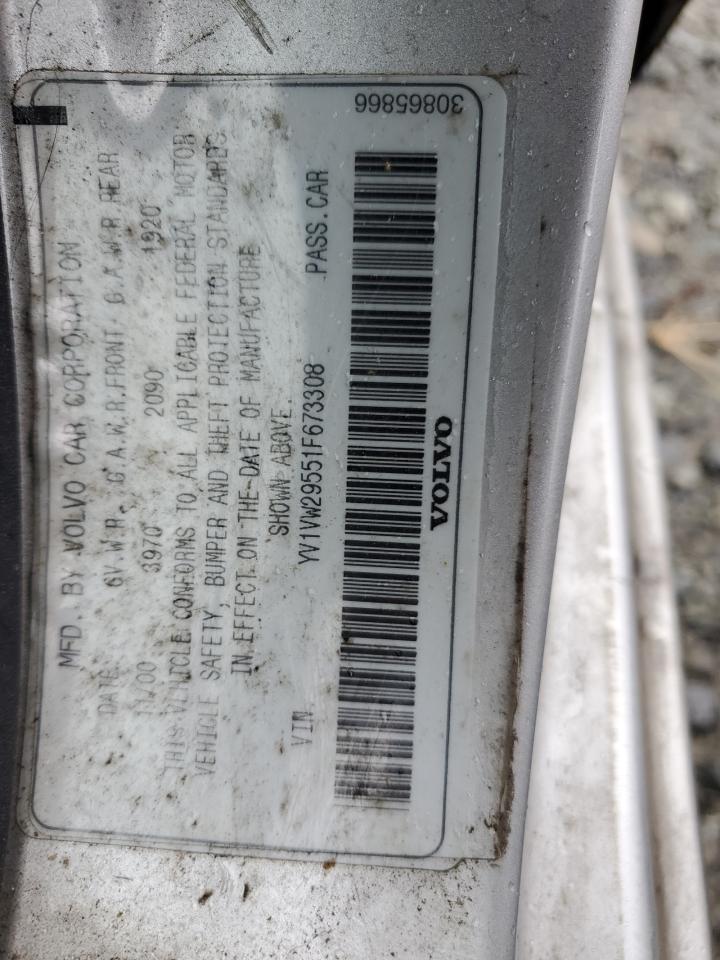 MFD. BY VOLVO CAR CORPORATION
DATE GV.W.R. G.A.W.R.FRONT. G.A.W.R.REAR
11/00 3970 2090 1920
THIS VEHICLE CONFORMS TO ALL APPLICABLE FEDERAL MOTOR
VEHICLE SAFETY, BUMPER AND THEFT PROTECTION STANDARDS
IN EFFECT ON THE DATE OF MANUFACTURE
SHOWN ABOVE.
VIN YV1VW29551F673308 PASS.CAR
VOLVO
30865866